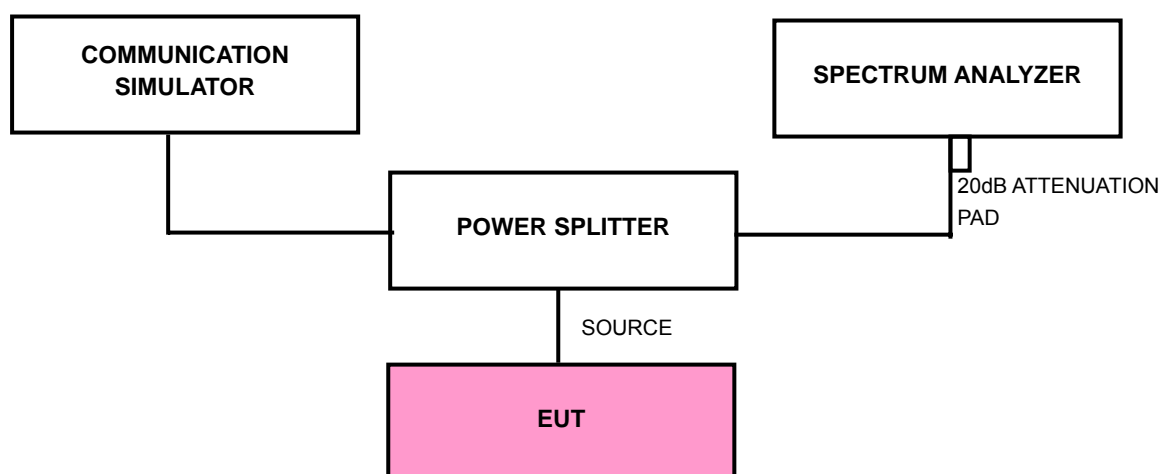 COMMUNICATION
SIMULATOR
SPECTRUM ANALYZER
20dB ATTENUATION
PAD
POWER SPLITTER
SOURCE
EUT